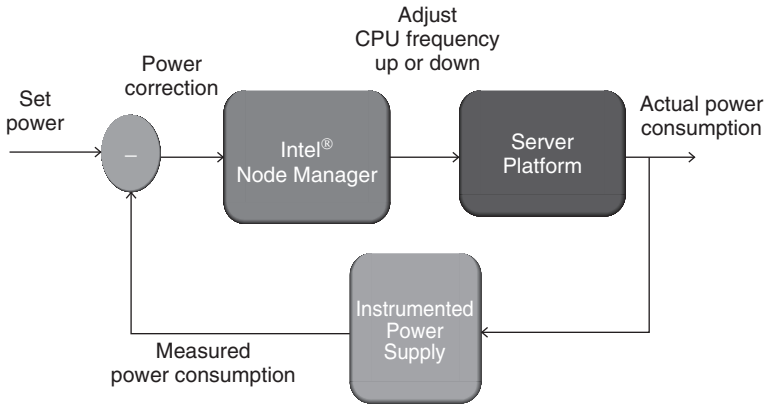 Adjust
CPU frequency
up or down
Power
correction
Set
power
Actual power
consumption
–
Intel®
Node Manager
Server
Platform
Instrumented
Power
Supply
Measured
power consumption